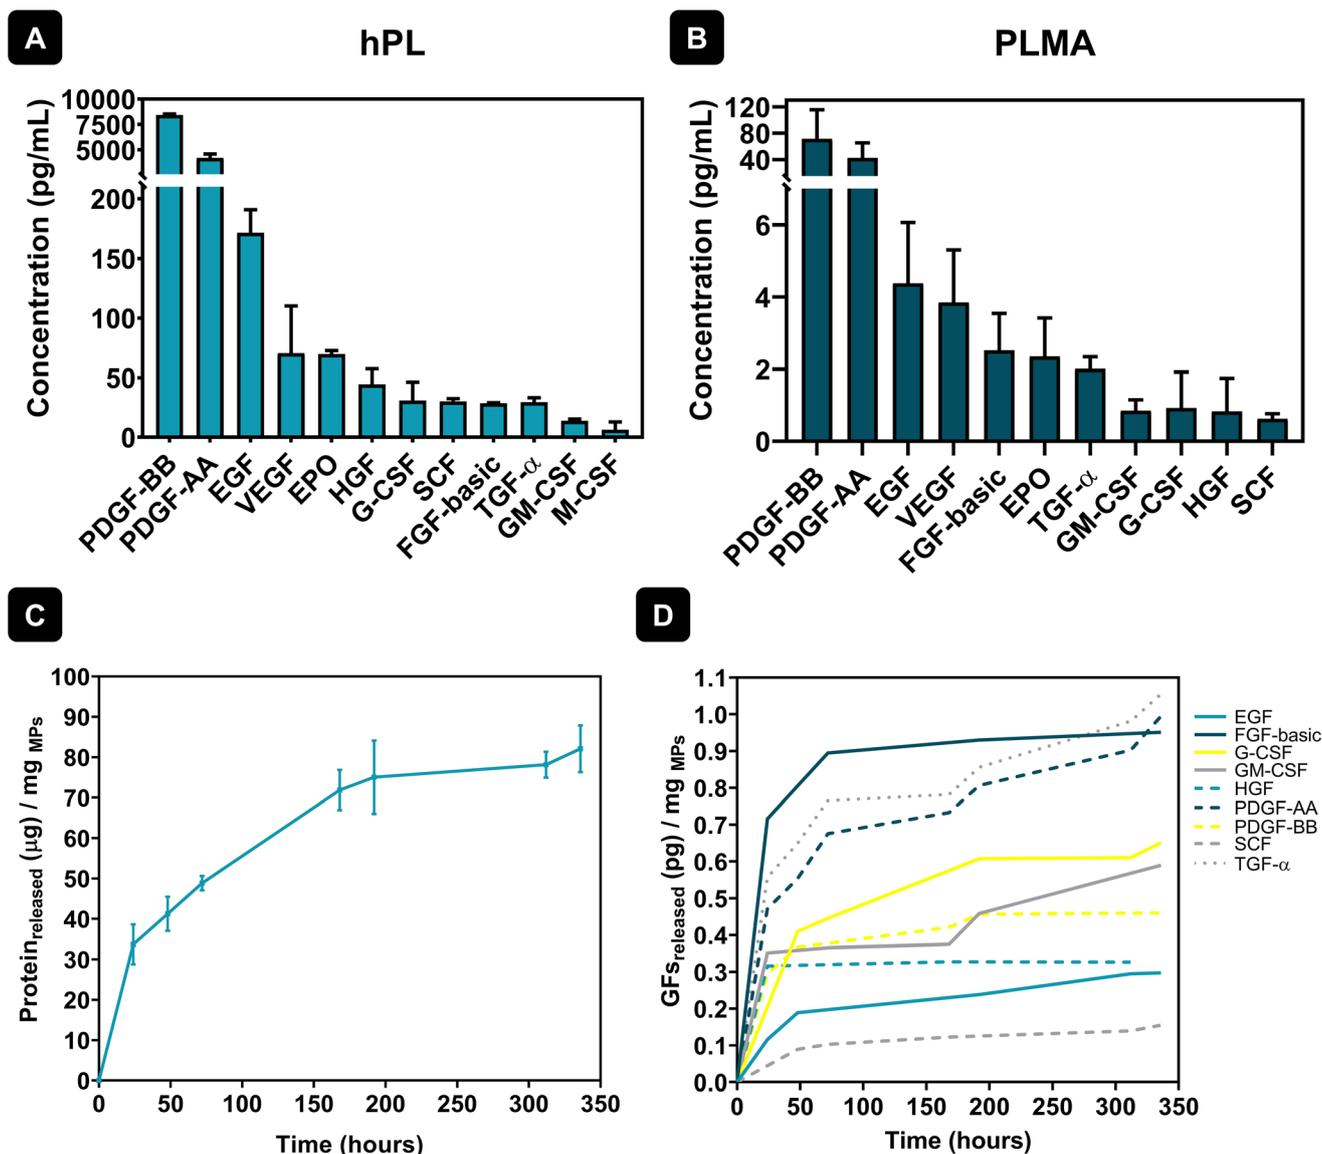 A
hPL
Concentration (pg/mL)
10000
7500
5000
200
150
100
50
0
PDGF-BB
PDGF-AA
EGF
VEGF
EPO
HGF
G-CSF
SCF
FGF-basic
TGF-α
GM-CSF
M-CSF
B
PLMA
Concentration (pg/mL)
120
80
40
6
4
2
0
PDGF-BB
PDGF-AA
EGF
VEGF
FGF-basic
EPO
TGF-α
GM-CSF
G-CSF
HGF
SCF
C
Protein released (µg) / mg MPs
100
90
80
70
60
50
40
30
20
10
0
0 50 100 150 200 250 300 350
Time (hours)
D
GFs released (pg) / mg MPs
1.1
1.0
0.9
0.8
0.7
0.6
0.5
0.4
0.3
0.2
0.1
0.0
0 50 100 150 200 250 300 350
Time (hours)
EGF
FGF-basic
G-CSF
GM-CSF
HGF
PDGF-AA
PDGF-BB
SCF
TGF-α